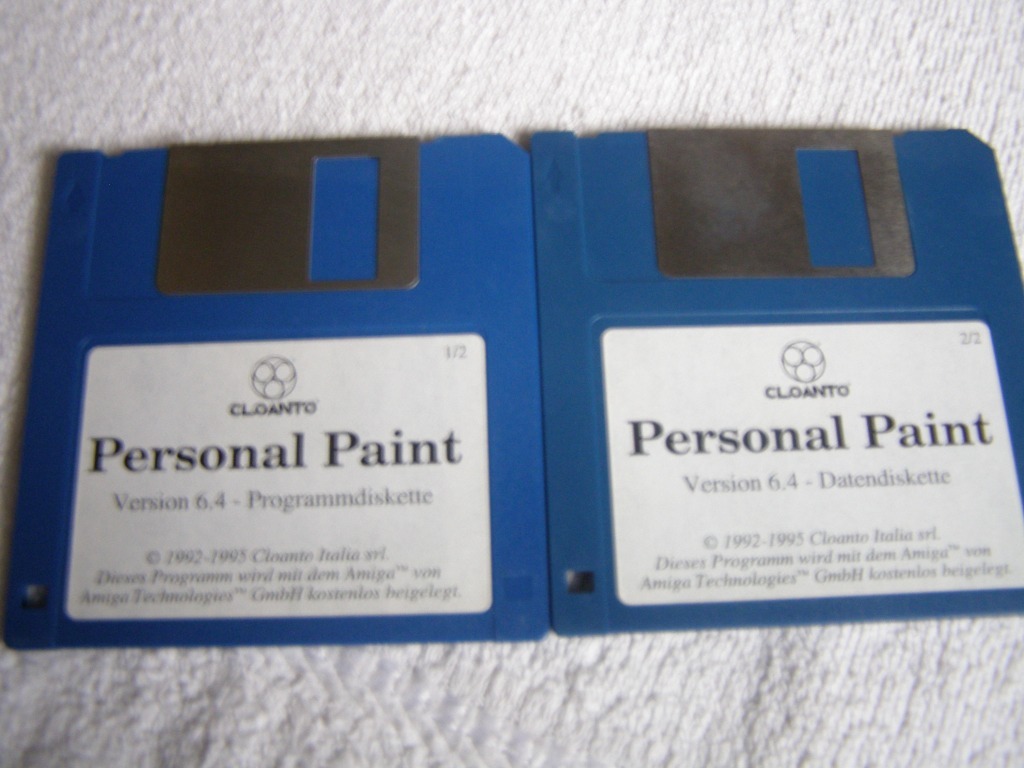 1/2
CLOANTO
Personal Paint
Version 6.4 - Programmdiskette
© 1992-1995 Cloanto Italia srl.
Dieses Programm wird mit dem Amiga™ von
Amiga Technologies™ GmbH kostenlos beigelegt.
2/2
CLOANTO
Personal Paint
Version 6.4 - Datendiskette
© 1992-1995 Cloanto Italia srl.
Dieses Programm wird mit dem Amiga™ von
Amiga Technologies™ GmbH kostenlos beigelegt.